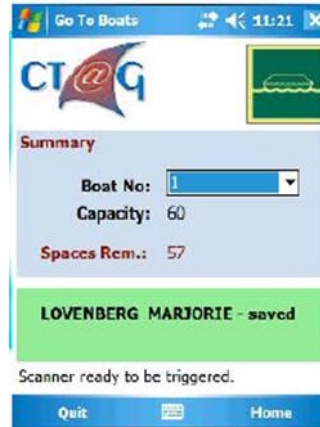 Go To Boats 11:21
CT@G
Summary
Boat No: 1
Capacity: 60
Spaces Rem.: 57
LOVENBERG MARJORIE - saved
Scanner ready to be triggered.
Quit Home